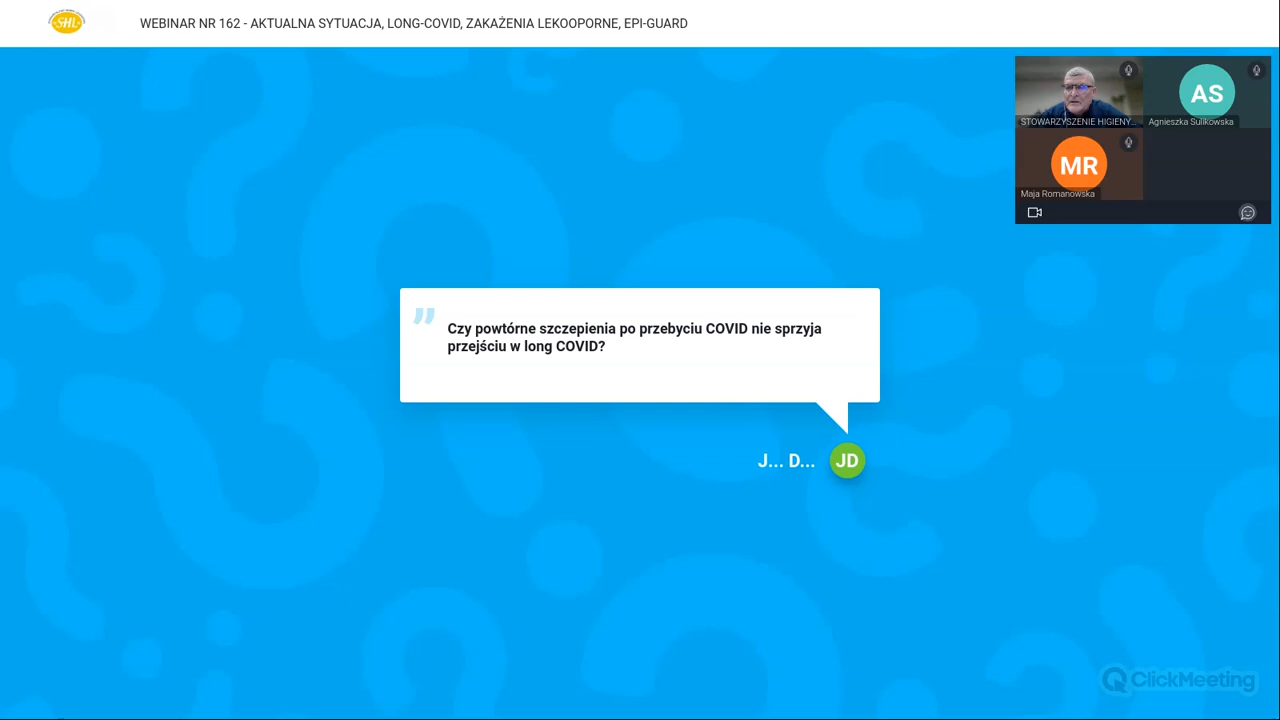 SHL
WEBINAR NR 162 - AKTUALNA SYTUACJA, LONG-COVID, ZAKAŻENIA LEKOOPORNE, EPI-GUARD
STOWARZYSZENIE HIGIENY...
AS
Agnieszka Sulikowska
MR
Maja Romanowska
Czy powtórne szczepienia po przebyciu COVID nie sprzyja
przejściu w long COVID?
J... D... JD
ClickMeeting